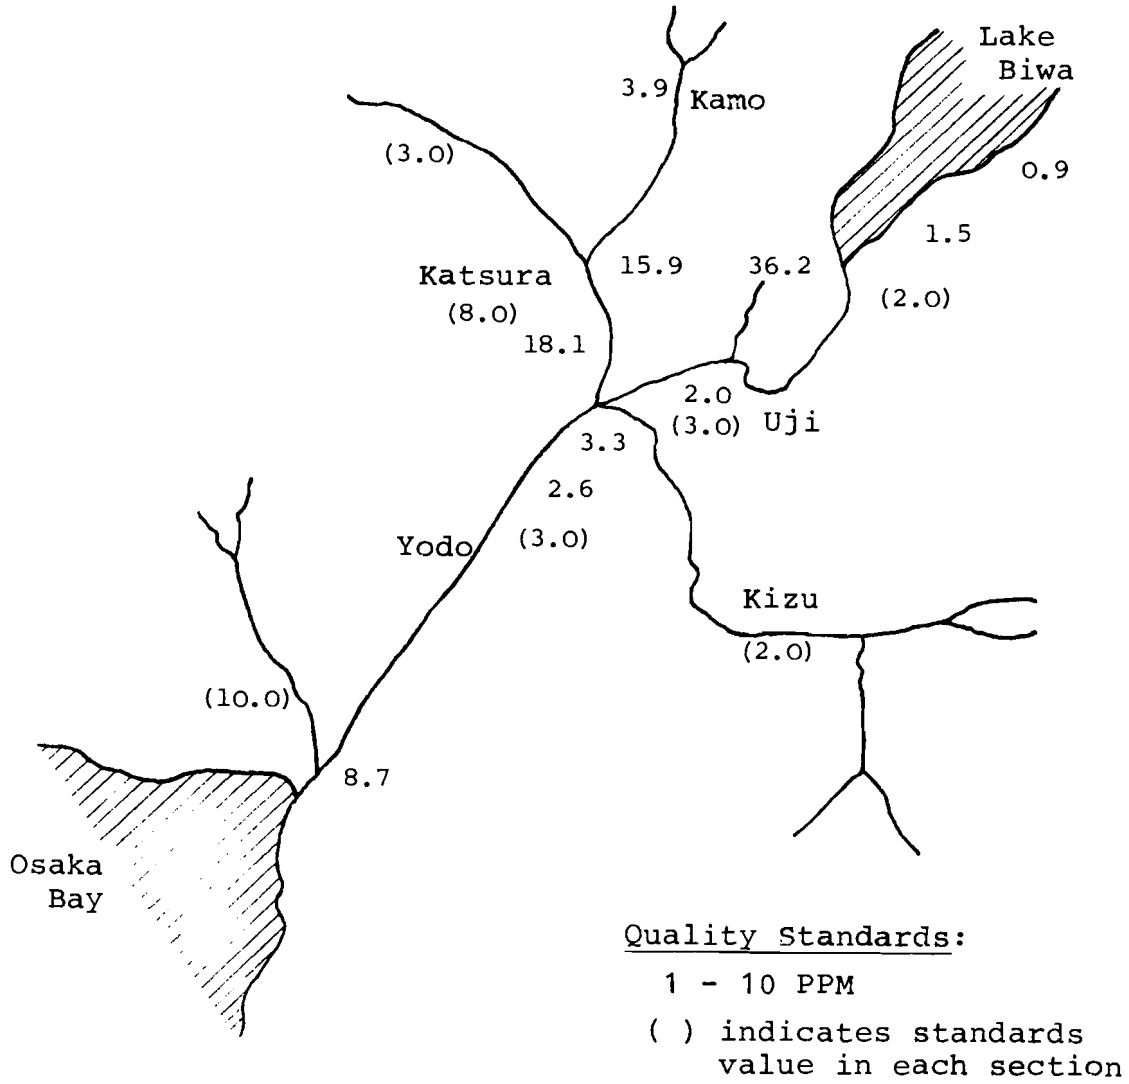 Lake
Biwa
3.9
Kamo
(3.0)
0.9
1.5
Katsura
15.9
36.2
(8.0)
(2.0)
18.1
2.0
(3.0)
Uji
3.3
2.6
(3.0)
Yodo
Kizu
(2.0)
(10.0)
8.7
Osaka
Bay
Quality Standards:
1 - 10 PPM
( ) indicates standards
value in each section